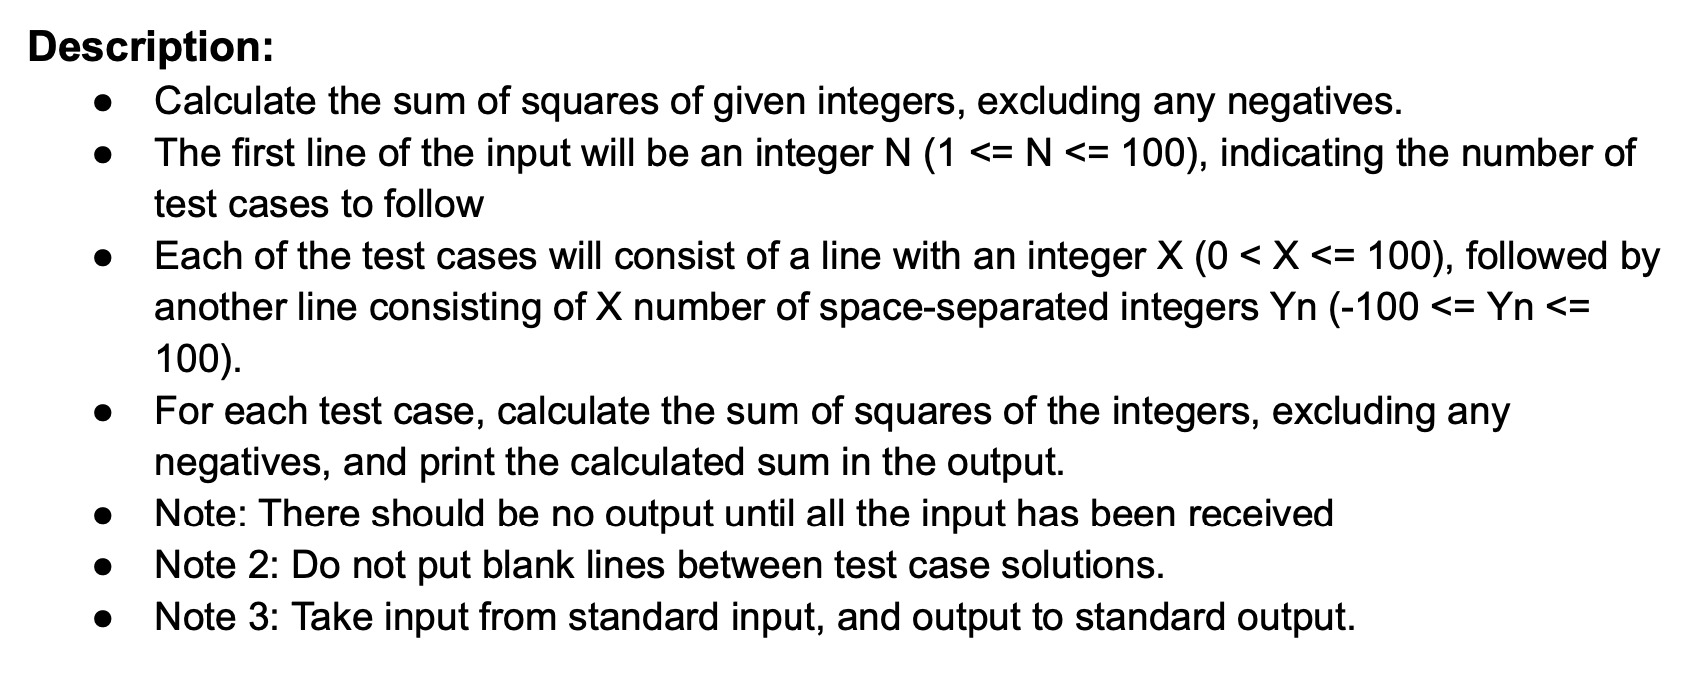 Description:
● Calculate the sum of squares of given integers, excluding any negatives.
● The first line of the input will be an integer N (1 <= N <= 100), indicating the number of
test cases to follow
● Each of the test cases will consist of a line with an integer X (0 < X <= 100), followed by
another line consisting of X number of space-separated integers Yn (-100 <= Yn <=
100).
● For each test case, calculate the sum of squares of the integers, excluding any
negatives, and print the calculated sum in the output.
● Note: There should be no output until all the input has been received
● Note 2: Do not put blank lines between test case solutions.
● Note 3: Take input from standard input, and output to standard output.